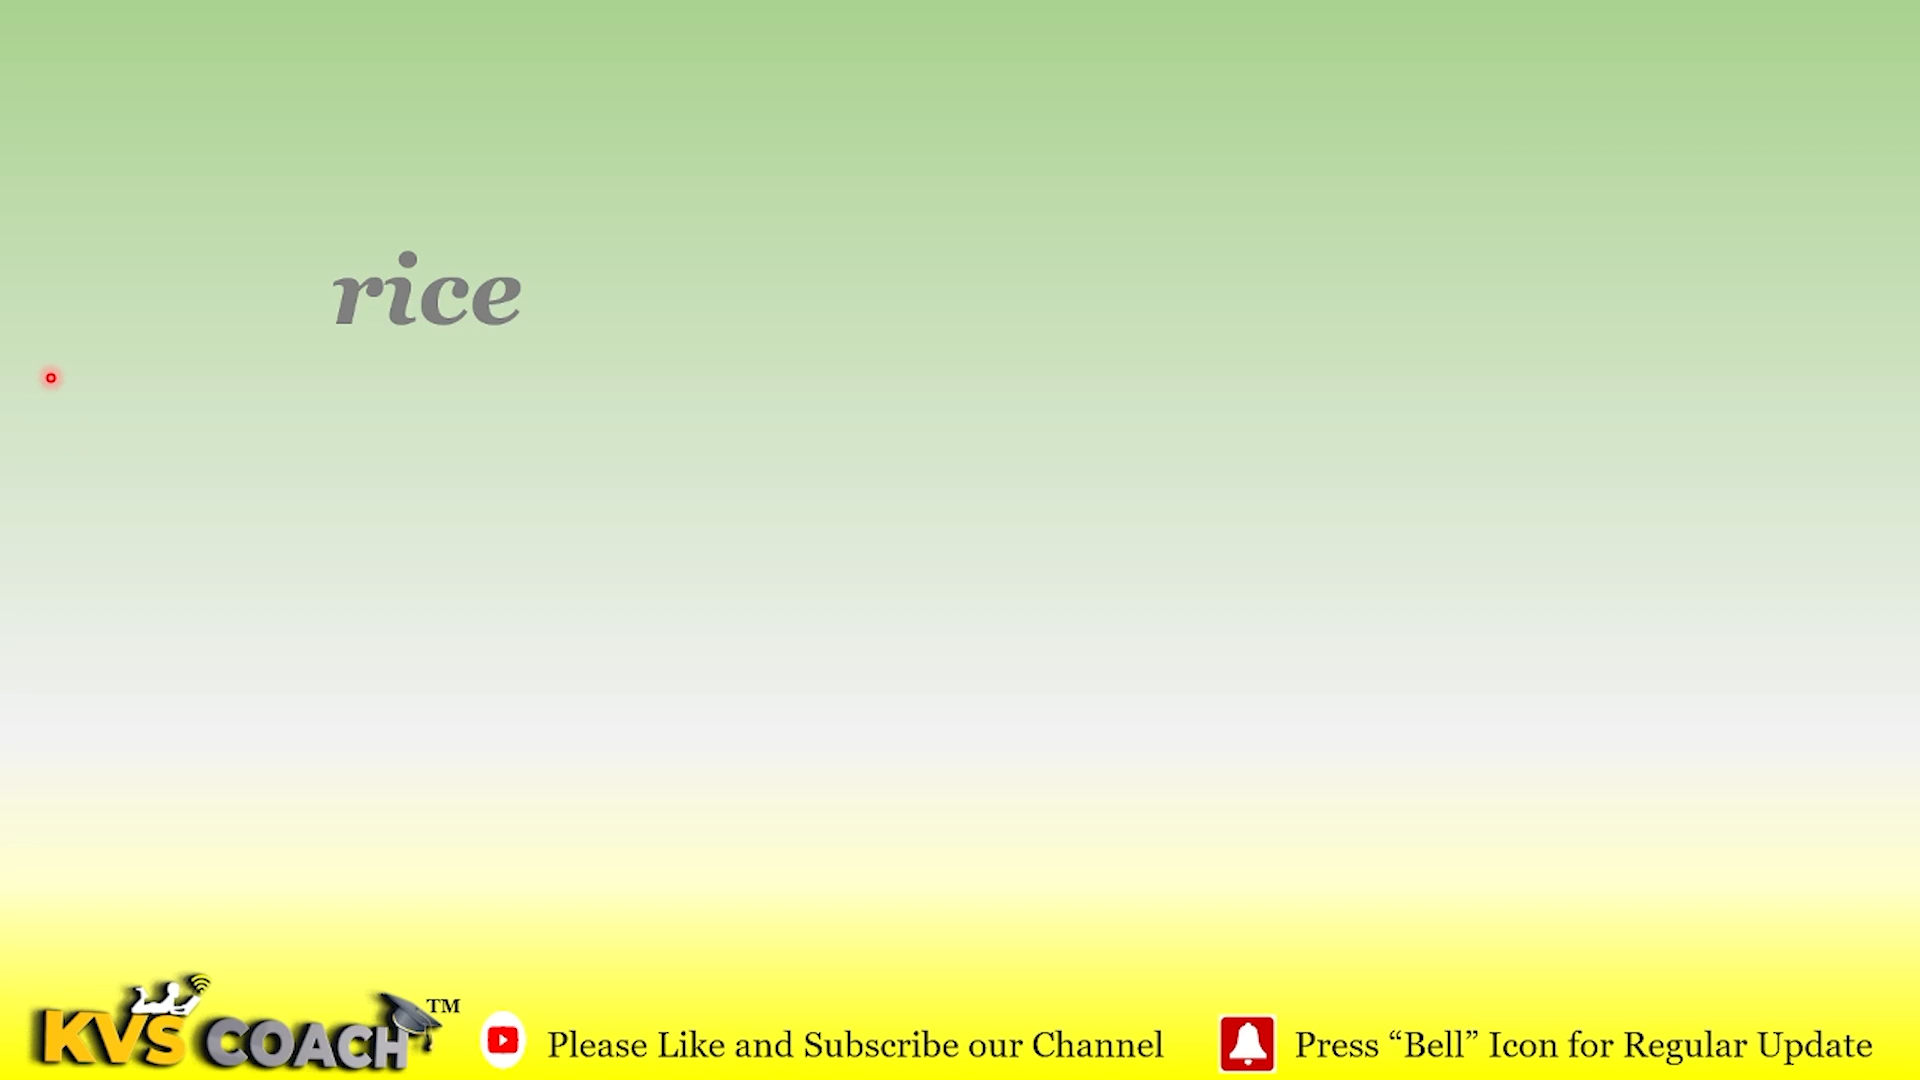 rice
KVS COACH™
Please Like and Subscribe our Channel
Press “Bell” Icon for Regular Update